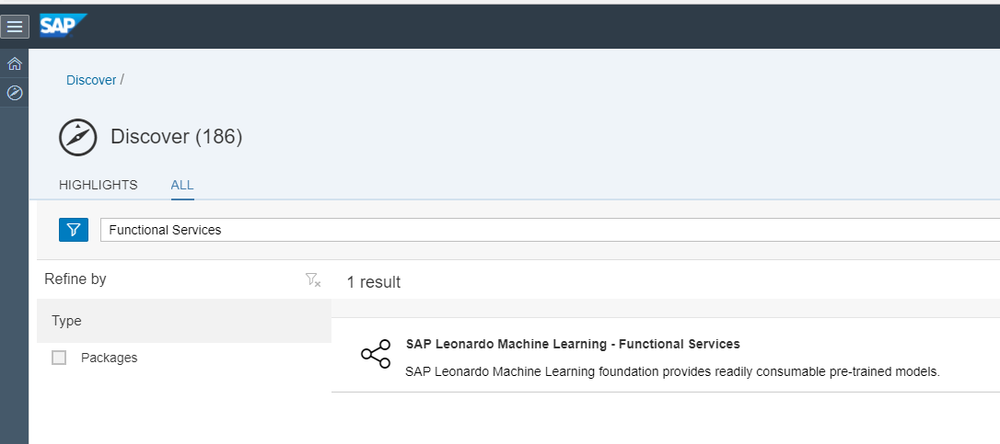 SAP
Discover /
Discover (186)
HIGHLIGHTS ALL
Functional Services
Refine by
1 result
Type
Packages
SAP Leonardo Machine Learning - Functional Services
SAP Leonardo Machine Learning foundation provides readily consumable pre-trained models.